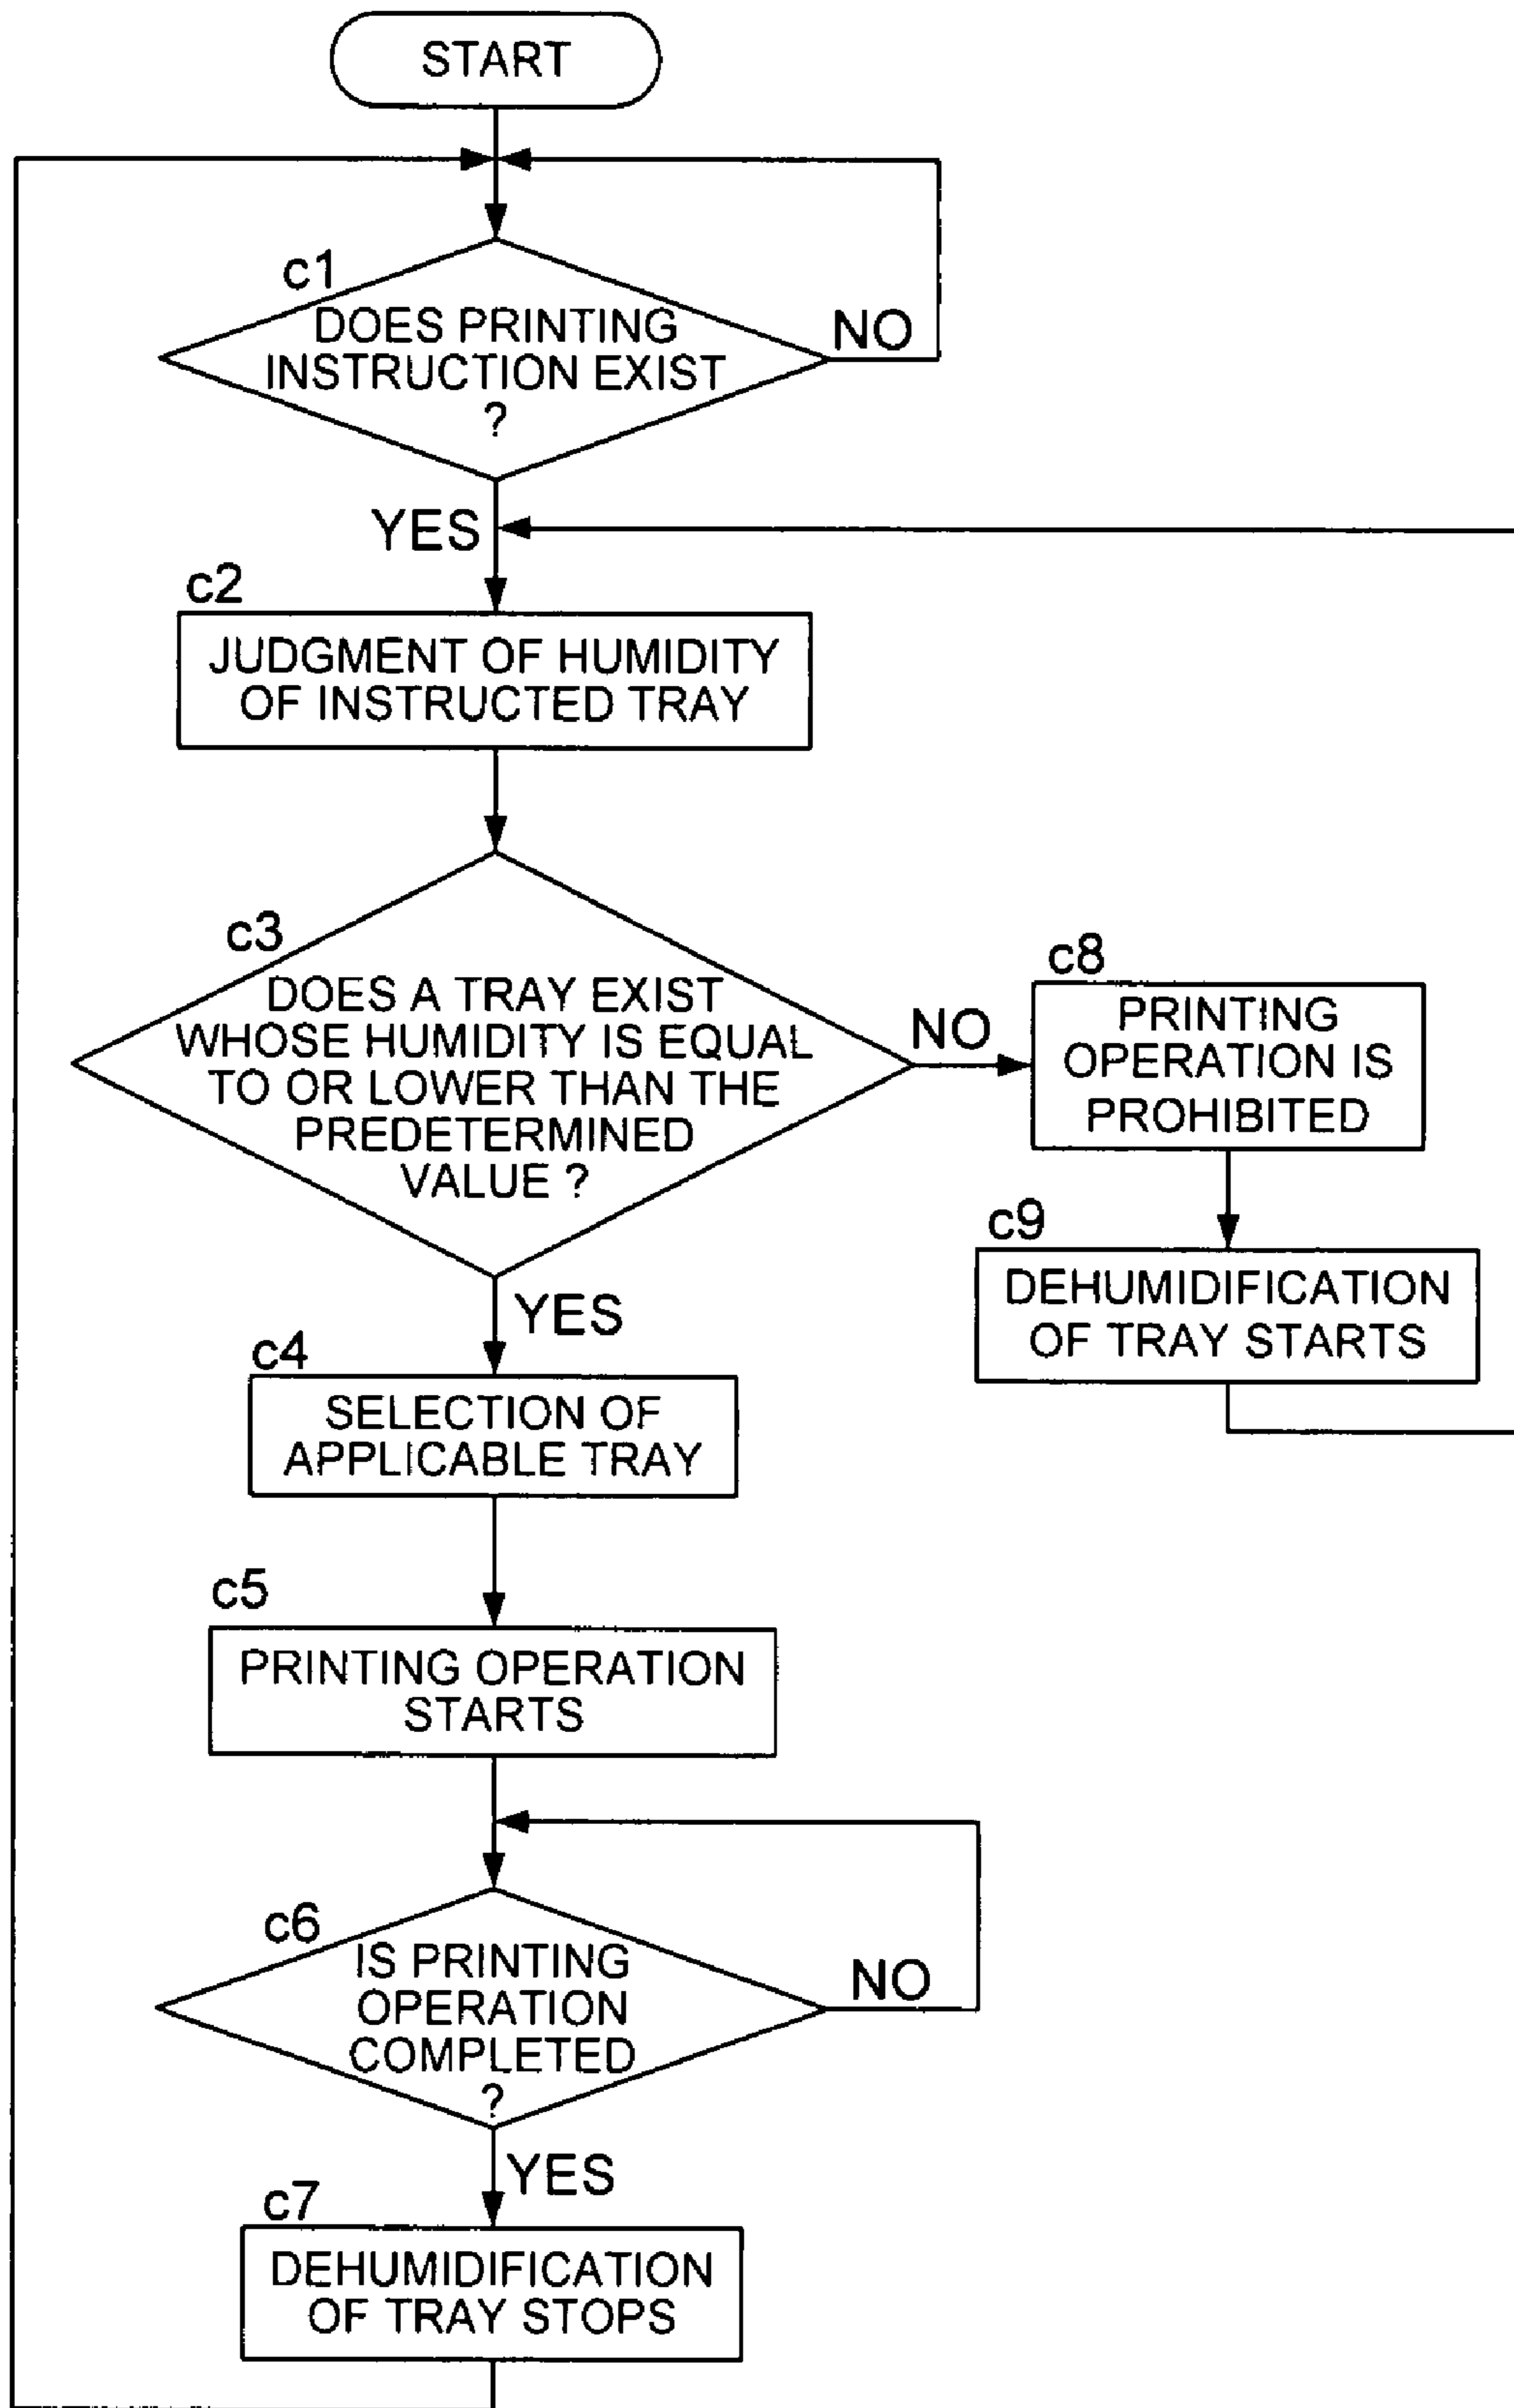 START
c1
DOES PRINTING
INSTRUCTION EXIST
?
NO
YES
c2
JUDGMENT OF HUMIDITY
OF INSTRUCTED TRAY
c3
DOES A TRAY EXIST
WHOSE HUMIDITY IS EQUAL
TO OR LOWER THAN THE
PREDETERMINED
VALUE ?
NO
c8
PRINTING
OPERATION IS
PROHIBITED
c9
DEHUMIDIFICATION
OF TRAY STARTS
YES
c4
SELECTION OF
APPLICABLE TRAY
c5
PRINTING OPERATION
STARTS
c6
IS PRINTING
OPERATION
COMPLETED
?
NO
YES
c7
DEHUMIDIFICATION
OF TRAY STOPS